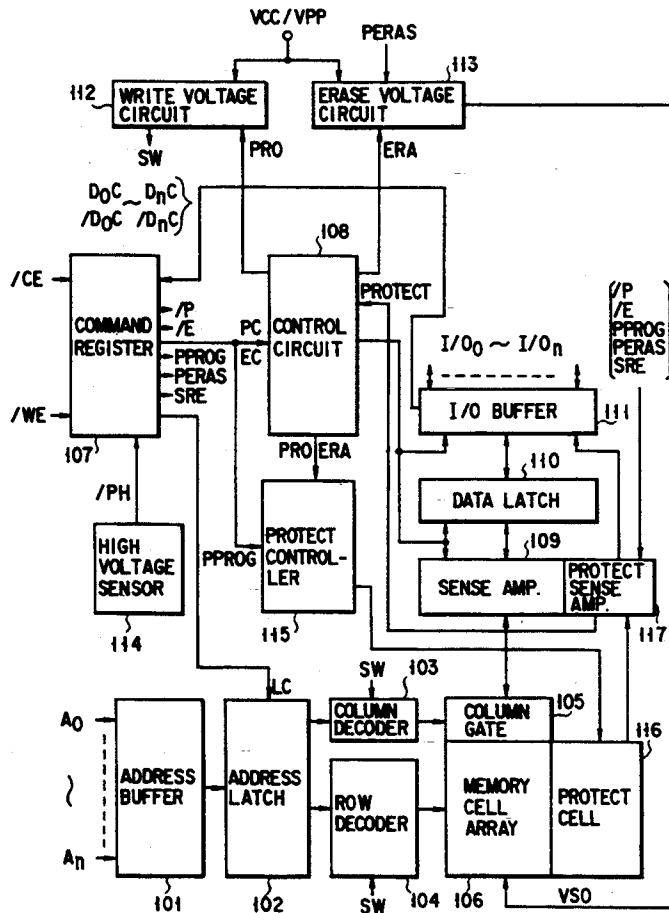 VCC/VPP
PERAS
113
112
WRITE VOLTAGE
CIRCUIT
ERASE VOLTAGE
CIRCUIT
SW
PRO
ERA
D0C ~ DnC
/D0C /DnC
108
/CE
COMMAND
REGISTER
/P
/E
PPROG
PERAS
SRE
PC
EC
CONTROL
CIRCUIT
PROTECT
/P
/E
PPROG
PERAS
SRE
I/O0 ~ I/On
I/O BUFFER
111
/WE
107
110
PRO
ERA
DATA LATCH
/PH
109
HIGH
VOLTAGE
SENSOR
PPROG
PROTECT
CONTROL-
LER
SENSE AMP.
PROTECT
SENSE
AMP.
117
114
115
LC
SW
103
105
116
A0
COLUMN
DECODER
COLUMN
GATE
ADDRESS
BUFFER
ADDRESS
LATCH
ROW
DECODER
MEMORY
CELL
ARRAY
PROTECT
CELL
~
An
101
102
SW
104
106
VSO